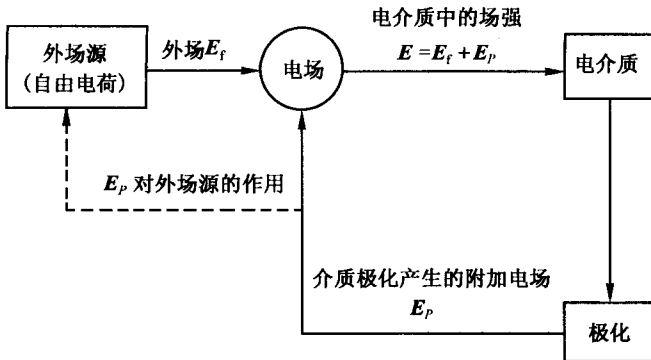 外场源
(自由电荷)
外场E_f
电场
电介质中的场强
E = E_f + E_P
电介质
E_P 对外场源的作用
介质极化产生的附加电场
E_P
极化